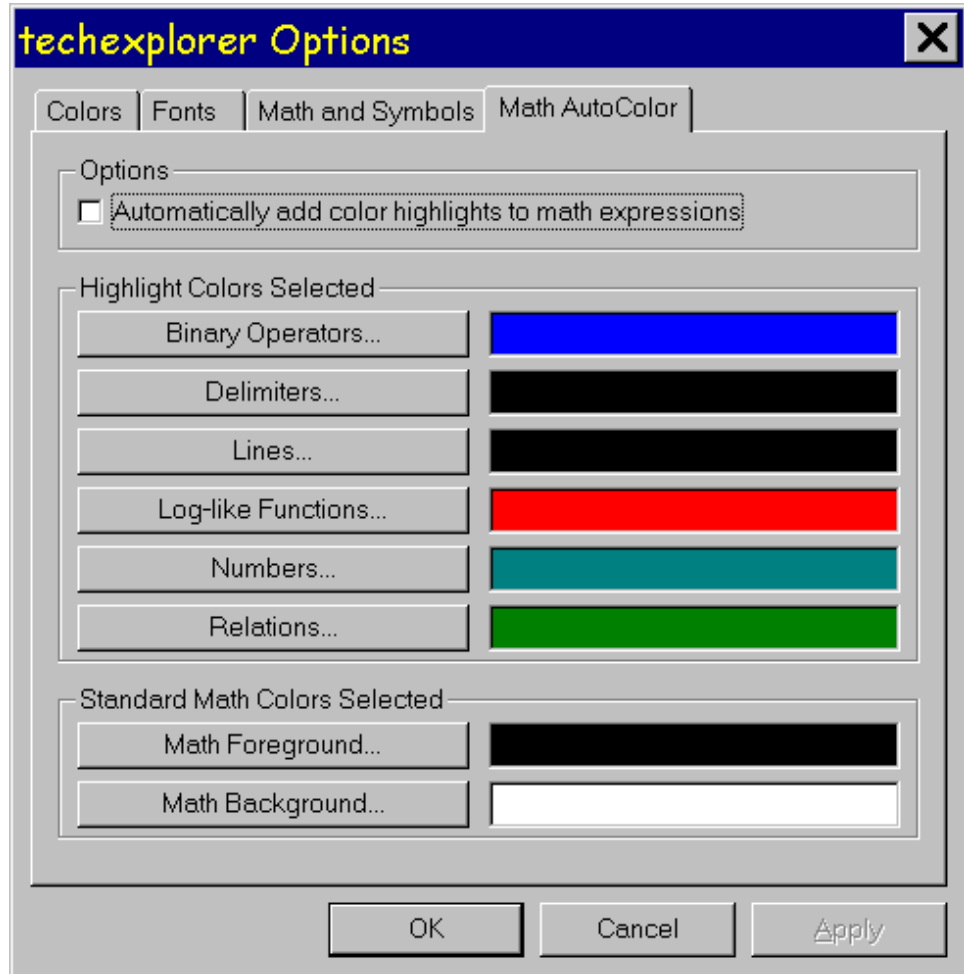 techexplorer Options
Colors Fonts Math and Symbols Math AutoColor
Options
Automatically add color highlights to math expressions
Highlight Colors Selected
Binary Operators...
Delimiters...
Lines...
Log-like Functions...
Numbers...
Relations...
Standard Math Colors Selected
Math Foreground...
Math Background...
OK Cancel Apply